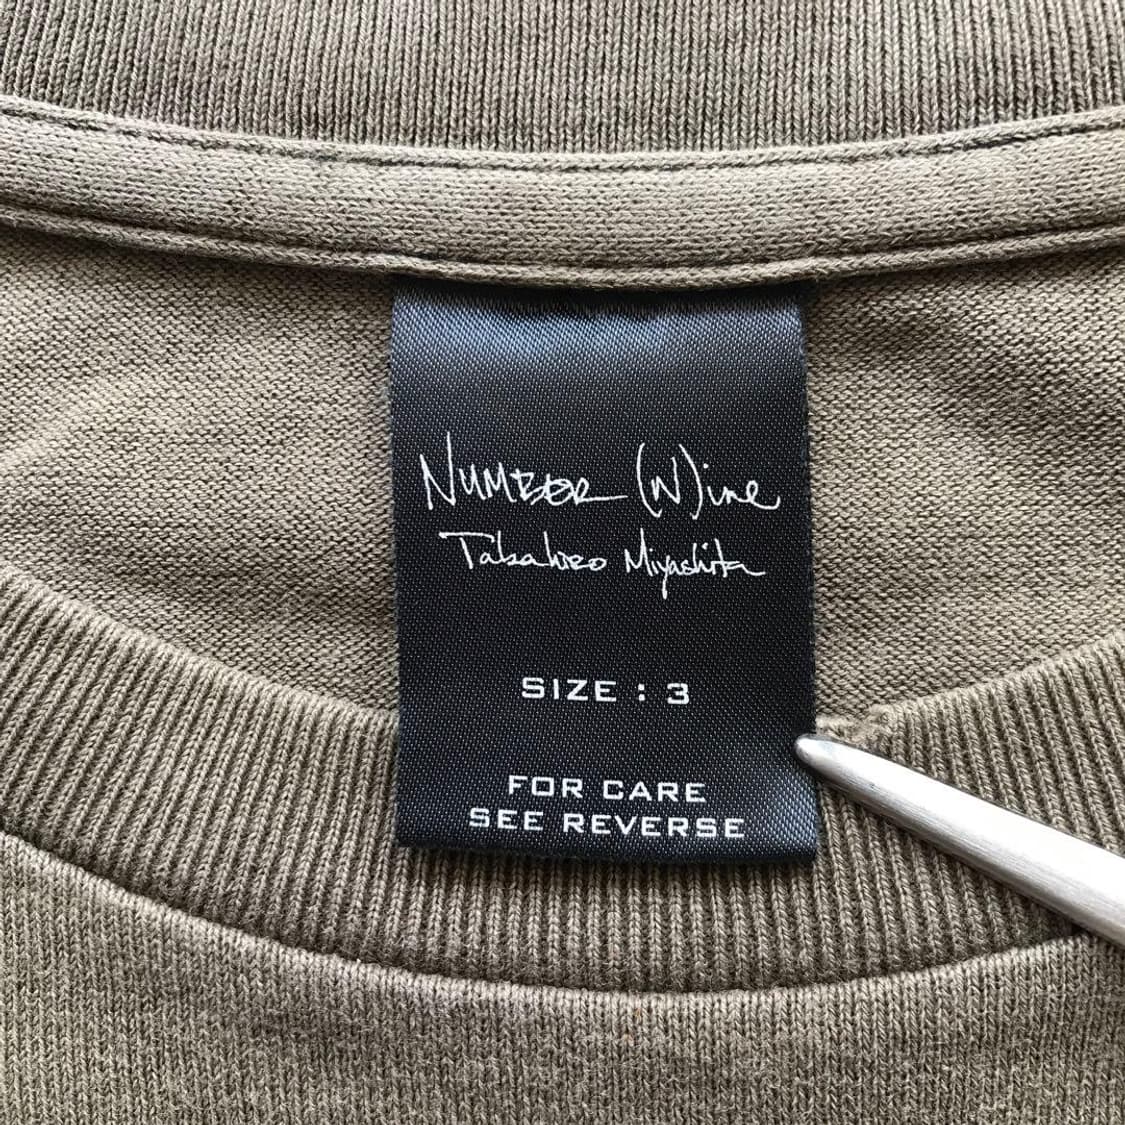 NUMBER (N)ine
Takahiro Miyashita
SIZE : 3
FOR CARE
SEE REVERSE